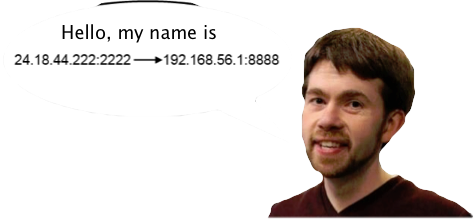 Hello, my name is
24.18.44.222:2222 → 192.168.56.1:8888